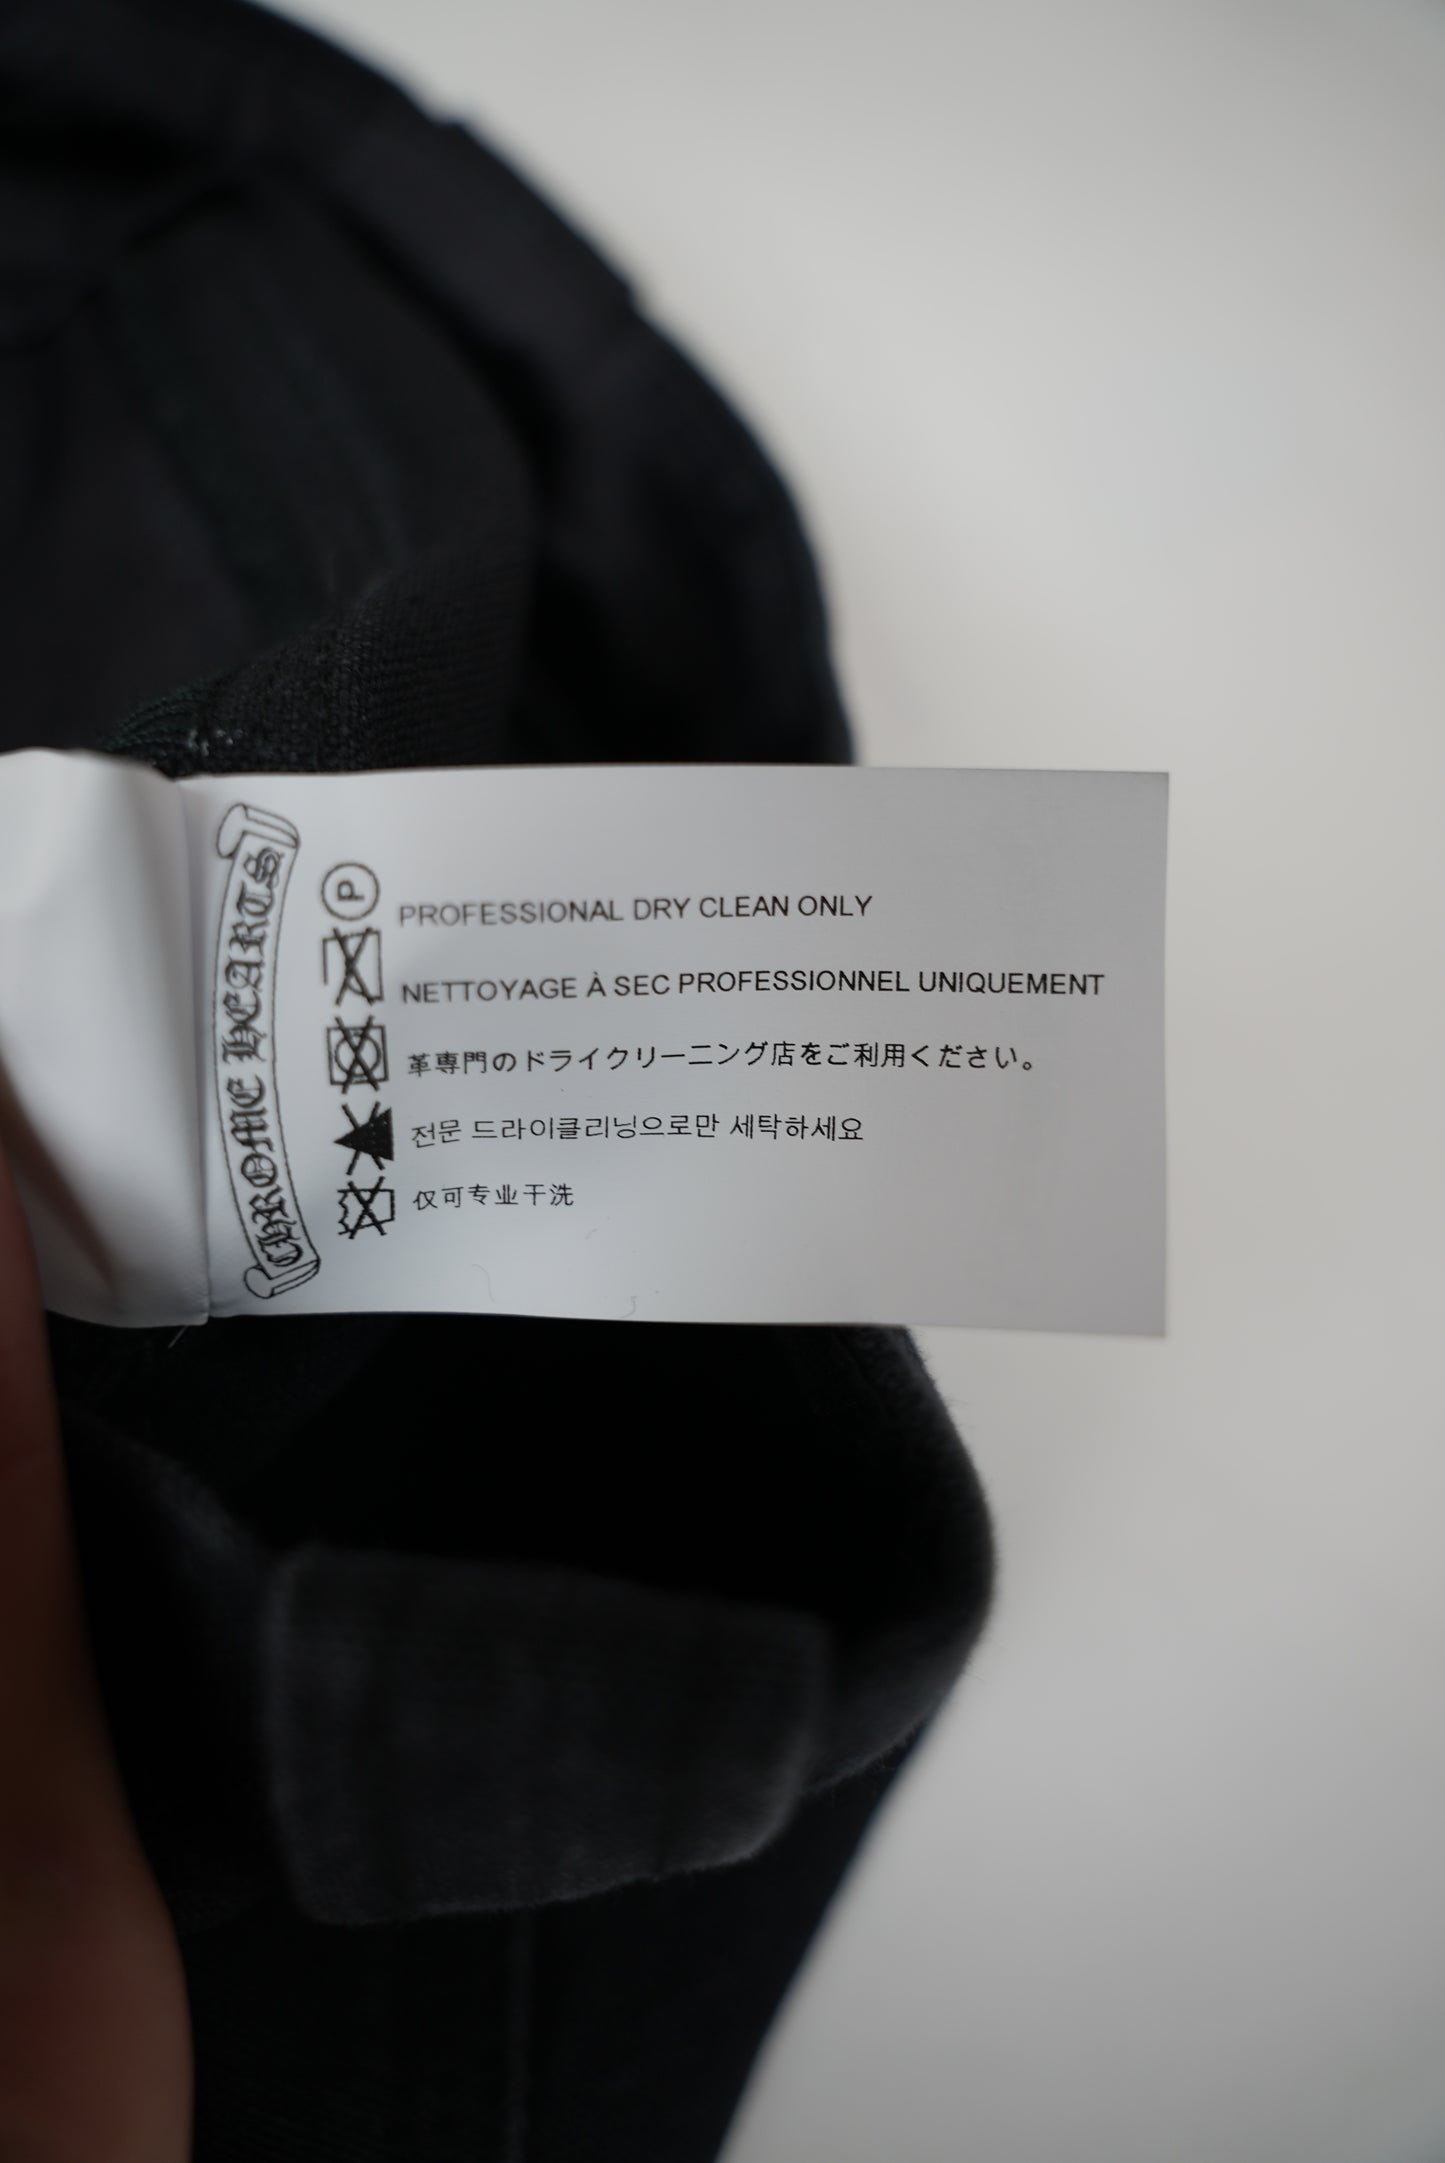 CHROME HEARTS
P
PROFESSIONAL DRY CLEAN ONLY
NETTOYAGE À SEC PROFESSIONNEL UNIQUEMENT
革専門のドライクリーニング店をご利用ください。
전문 드라이클리닝으로만 세탁하세요
仅可专业干洗